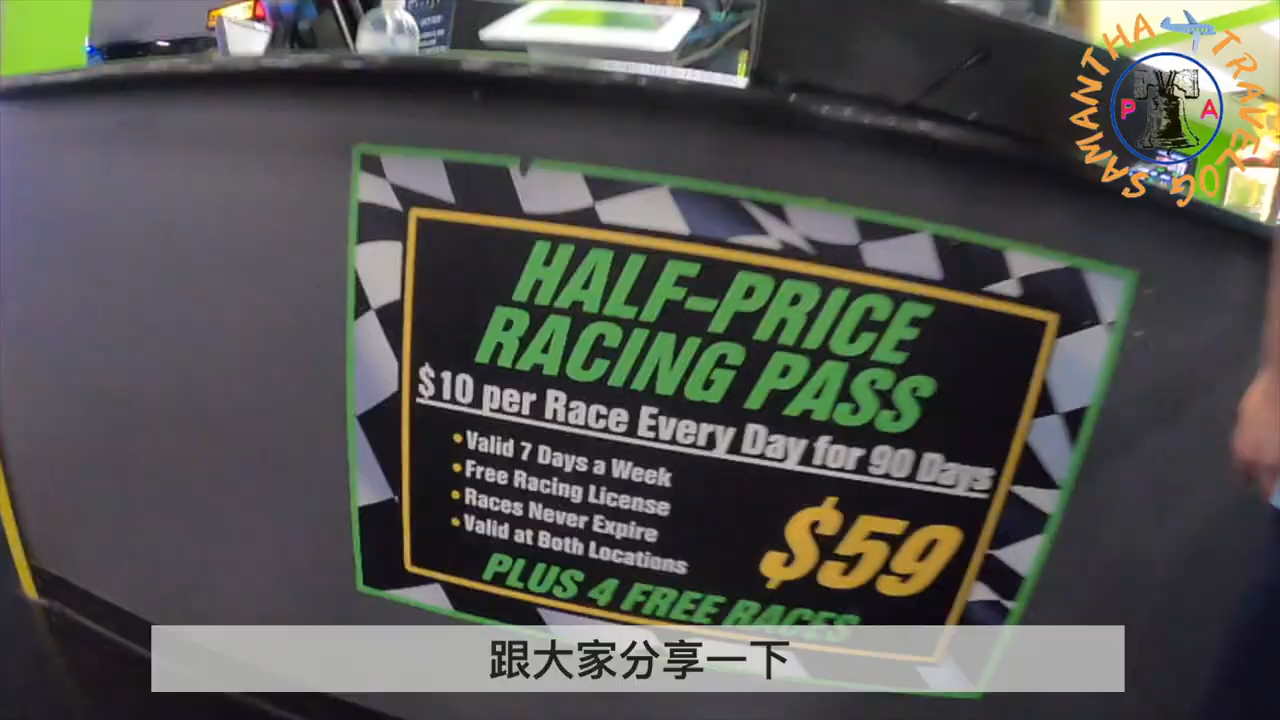 SAMANTHA TRAVELOG
P A
HALF-PRICE
RACING PASS
$10 per Race Every Day for 90 Days
• Valid 7 Days a Week
• Free Racing License
• Races Never Expire
• Valid at Both Locations
$59
PLUS 4 FREE RACES
跟大家分享一下